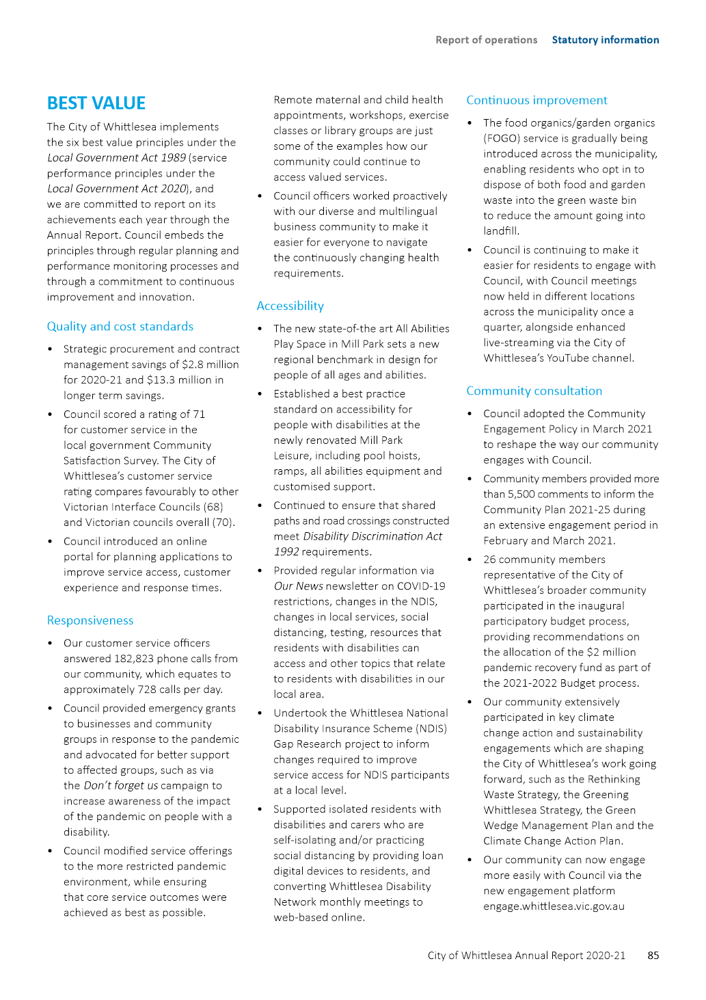 Report of operations Statutory information
BEST VALUE
The City of Whittlesea implements
the six best value principles under the
Local Government Act 1989 (service
performance principles under the
Local Government Act 2020), and
we are committed to report on its
achievements each year through the
Annual Report. Council embeds the
principles through regular planning and
performance monitoring processes and
through a commitment to continuous
improvement and innovation.
Quality and cost standards
• Strategic procurement and contract
management savings of $2.8 million
for 2020-21 and $13.3 million in
longer term savings.
• Council scored a rating of 71
for customer service in the
local government Community
Satisfaction Survey. The City of
Whittlesea’s customer service
rating compares favourably to other
Victorian Interface Councils (68)
and Victorian councils overall (70).
• Council introduced an online
portal for planning applications to
improve service access, customer
experience and response times.
Responsiveness
• Our customer service officers
answered 182,823 phone calls from
our community, which equates to
approximately 728 calls per day.
• Council provided emergency grants
to businesses and community
groups in response to the pandemic
and advocated for better support
to affected groups, such as via
the Don’t forget us campaign to
increase awareness of the impact
of the pandemic on people with a
disability.
• Council modified service offerings
to the more restricted pandemic
environment, while ensuring
that core service outcomes were
achieved as best as possible.
Remote maternal and child health
appointments, workshops, exercise
classes or library groups are just
some of the examples how our
community could continue to
access valued services.
• Council officers worked proactively
with our diverse and multilingual
business community to make it
easier for everyone to navigate
the continuously changing health
requirements.
Accessibility
• The new state-of-the art All Abilities
Play Space in Mill Park sets a new
regional benchmark in design for
people of all ages and abilities.
• Established a best practice
standard on accessibility for
people with disabilities at the
newly renovated Mill Park
Leisure, including pool hoists,
ramps, all abilities equipment and
customised support.
• Continued to ensure that shared
paths and road crossings constructed
meet Disability Discrimination Act
1992 requirements.
• Provided regular information via
Our News newsletter on COVID-19
restrictions, changes in the NDIS,
changes in local services, social
distancing, testing, resources that
residents with disabilities can
access and other topics that relate
to residents with disabilities in our
local area.
• Undertook the Whittlesea National
Disability Insurance Scheme (NDIS)
Gap Research project to inform
changes required to improve
service access for NDIS participants
at a local level.
• Supported isolated residents with
disabilities and carers who are
self-isolating and/or practicing
social distancing by providing loan
digital devices to residents, and
converting Whittlesea Disability
Network monthly meetings to
web-based online.
Continuous improvement
• The food organics/garden organics
(FOGO) service is gradually being
introduced across the municipality,
enabling residents who opt in to
dispose of both food and garden
waste into the green waste bin
to reduce the amount going into
landfill.
• Council is continuing to make it
easier for residents to engage with
Council, with Council meetings
now held in different locations
across the municipality once a
quarter, alongside enhanced
live-streaming via the City of
Whittlesea’s YouTube channel.
Community consultation
• Council adopted the Community
Engagement Policy in March 2021
to reshape the way our community
engages with Council.
• Community members provided more
than 5,500 comments to inform the
Community Plan 2021-25 during
an extensive engagement period in
February and March 2021.
• 26 community members
representative of the City of
Whittlesea’s broader community
participated in the inaugural
participatory budget process,
providing recommendations on
the allocation of the $2 million
pandemic recovery fund as part of
the 2021-2022 Budget process.
• Our community extensively
participated in key climate
change action and sustainability
engagements which are shaping
the City of Whittlesea’s work going
forward, such as the Rethinking
Waste Strategy, the Greening
Whittlesea Strategy, the Green
Wedge Management Plan and the
Climate Change Action Plan.
• Our community can now engage
more easily with Council via the
new engagement platform
engage.whittlesea.vic.gov.au
City of Whittlesea Annual Report 2020-21 85